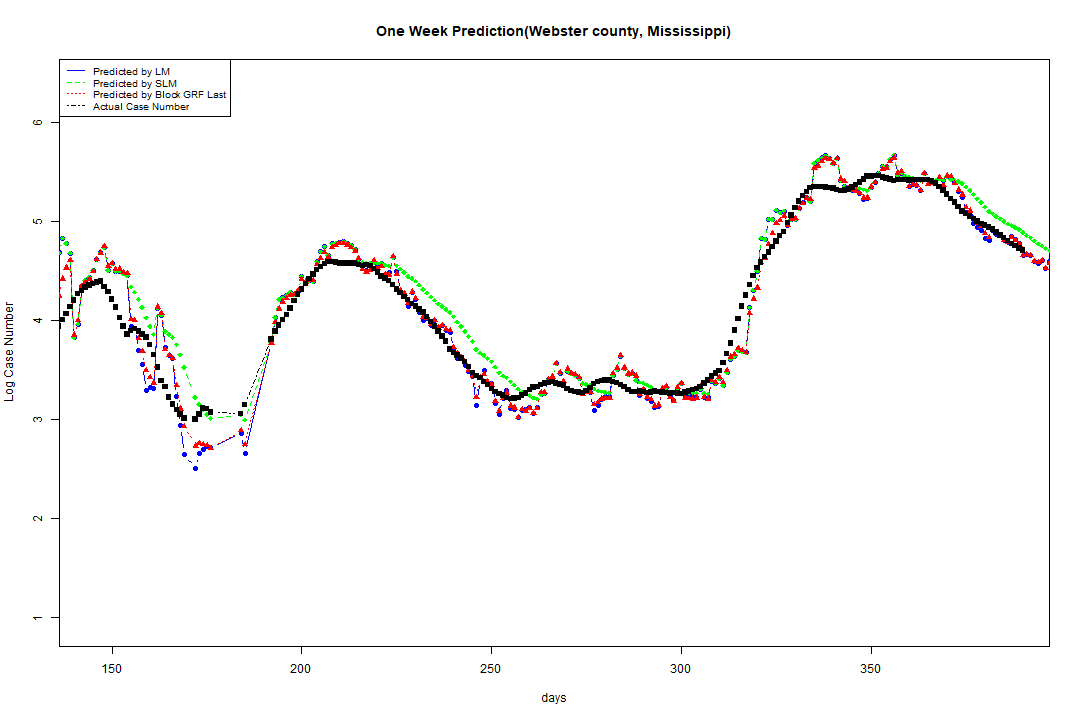 One Week Prediction(Webster county, Mississippi)
Predicted by LM
Predicted by SLM
Predicted by Block GRF Last
Actual Case Number
Log Case Number
6
5
4
3
2
1
150
200
250
300
350
days